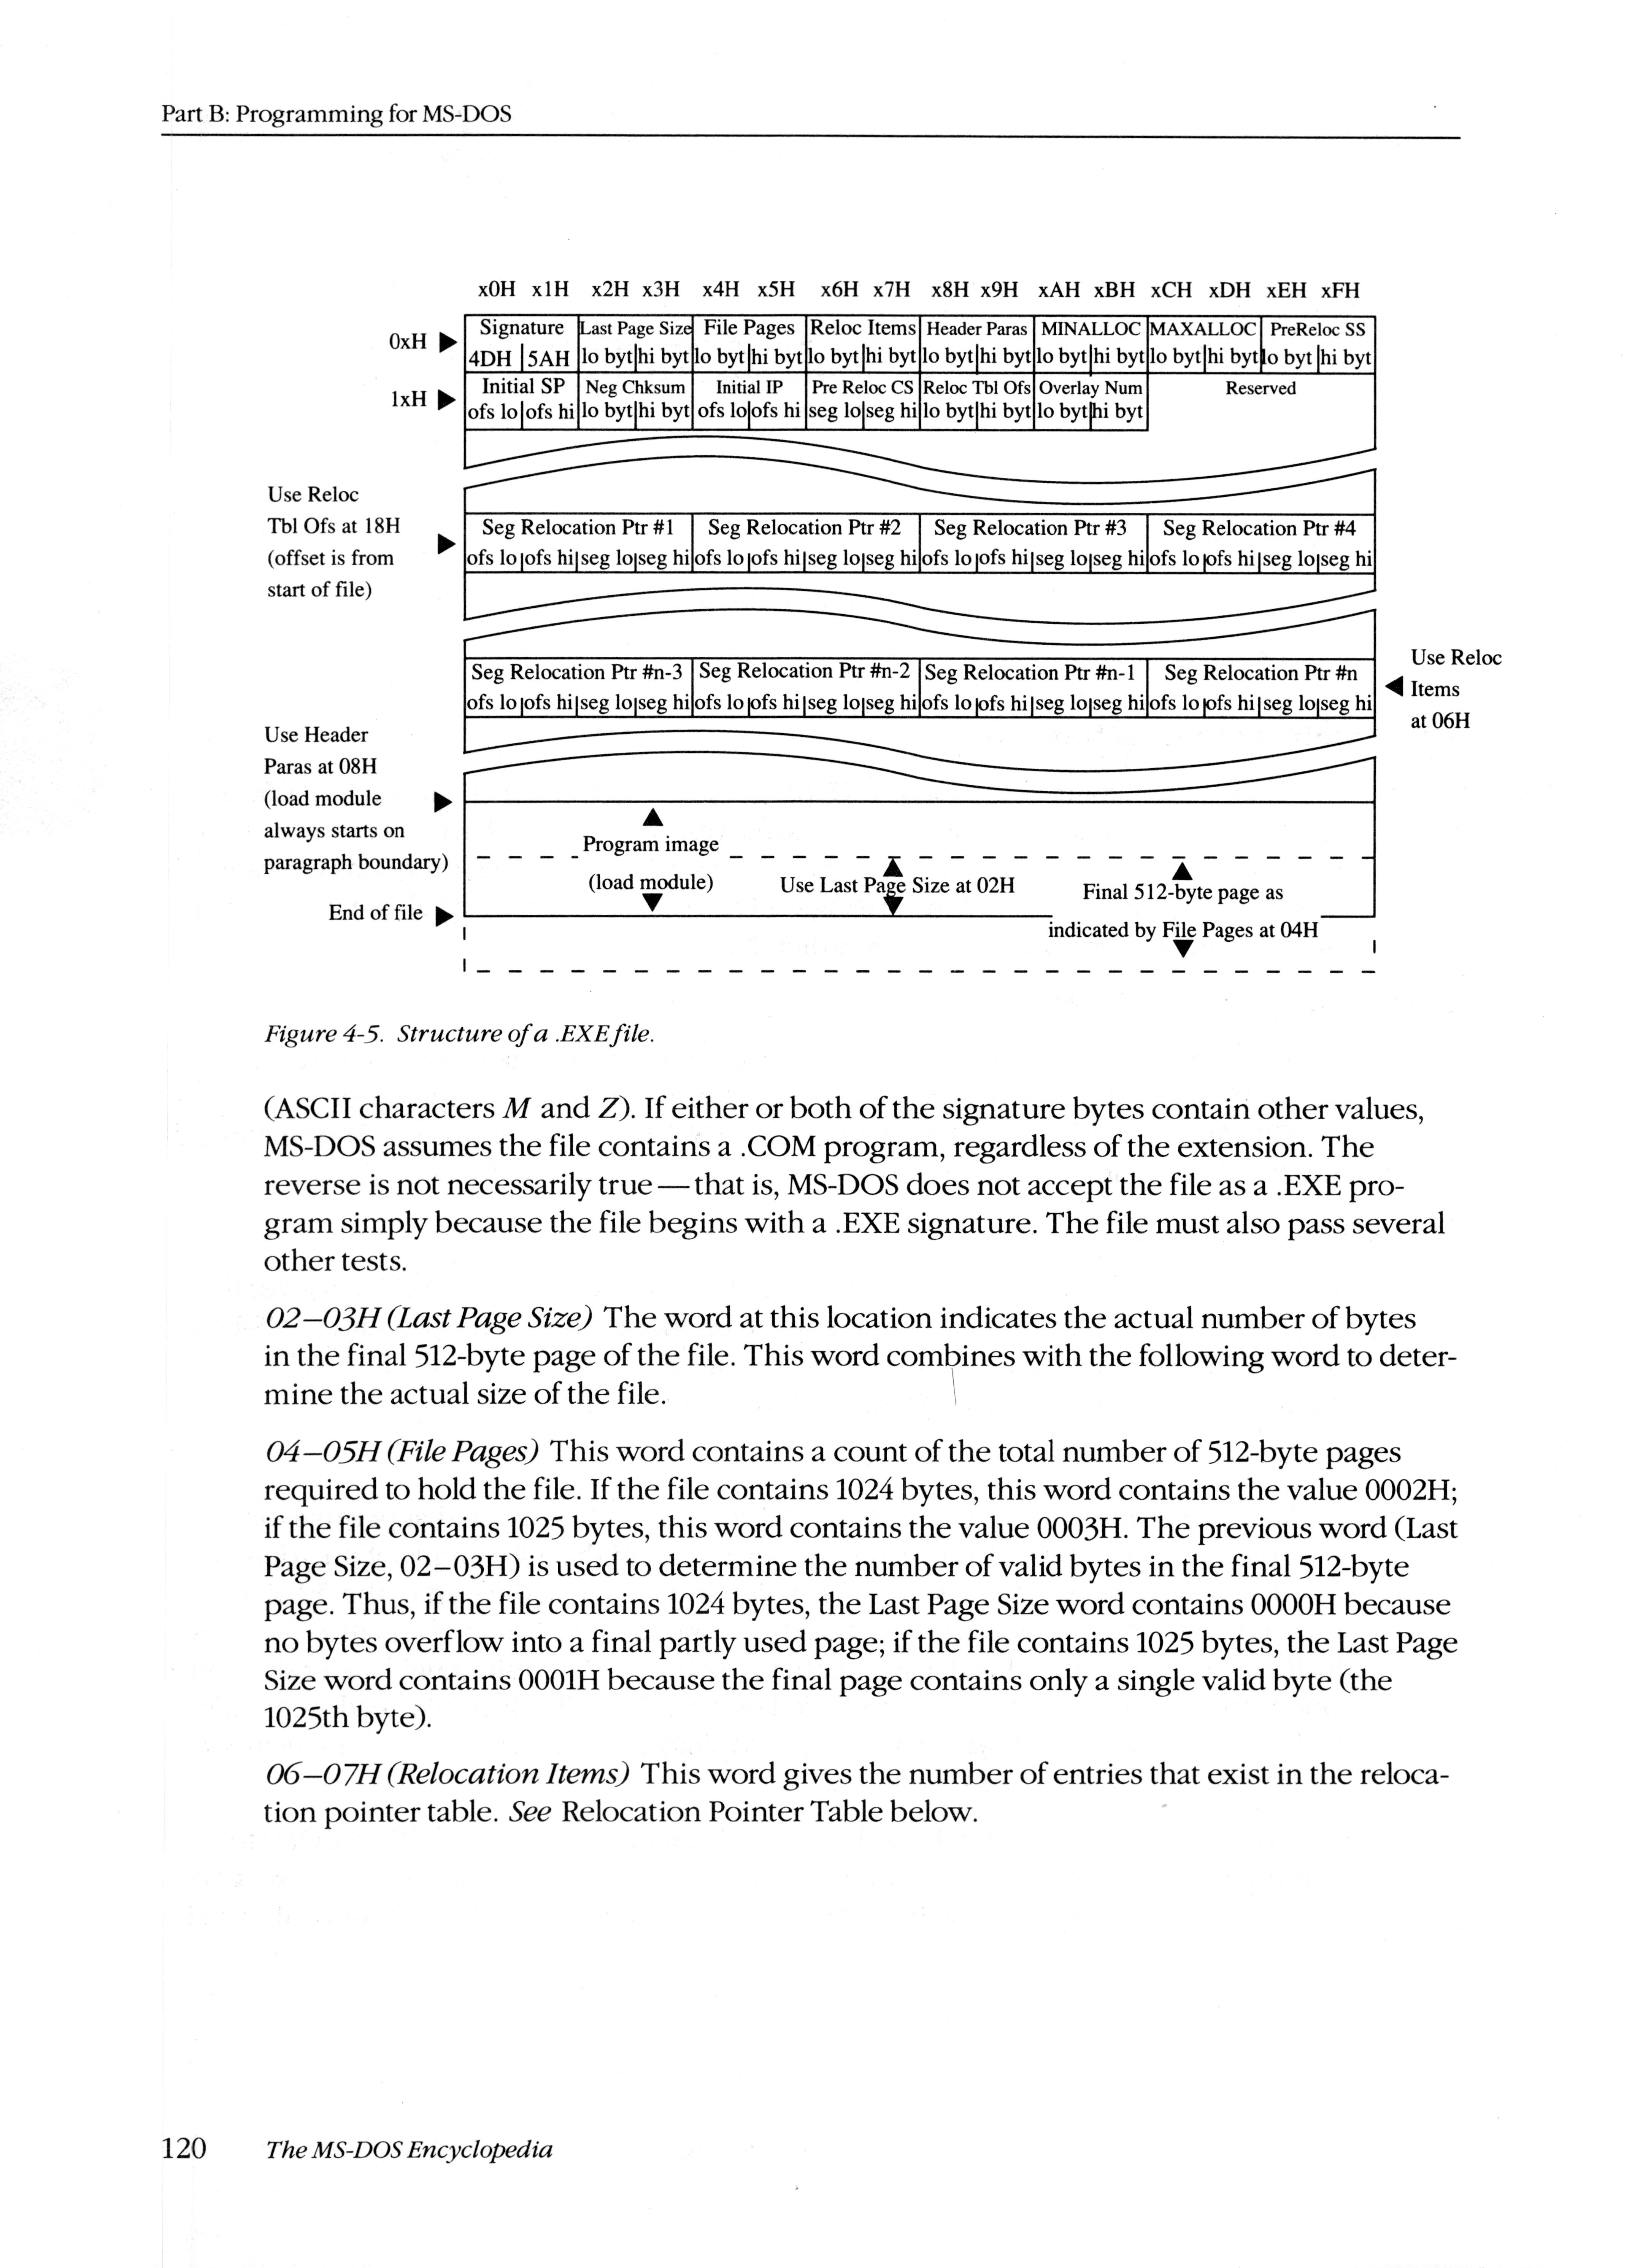 Part B: Programming for MS-DOS
x0H x1H x2H x3H x4H x5H x6H x7H x8H x9H xAH xBH xCH xDH xEH xFH
0xH
Signature Last Page Size File Pages Reloc Items Header Paras MINALLOC MAXALLOC PreReloc SS
4DH 5AH lo byt hi byt lo byt hi byt lo byt hi byt lo byt hi byt lo byt hi byt lo byt hi byt lo byt hi byt
1xH
Initial SP Neg Chksum Initial IP Pre Reloc CS Reloc Tbl Ofs Overlay Num Reserved
ofs lo ofs hi lo byt hi byt ofs lo ofs hi seg lo seg hi lo byt hi byt lo byt hi byt
Use Reloc
Tbl Ofs at 18H
(offset is from
start of file)
Seg Relocation Ptr #1 Seg Relocation Ptr #2 Seg Relocation Ptr #3 Seg Relocation Ptr #4
ofs lo ofs hi seg lo seg hi ofs lo ofs hi seg lo seg hi ofs lo ofs hi seg lo seg hi ofs lo ofs hi seg lo seg hi
Seg Relocation Ptr #n-3 Seg Relocation Ptr #n-2 Seg Relocation Ptr #n-1 Seg Relocation Ptr #n
ofs lo ofs hi seg lo seg hi ofs lo ofs hi seg lo seg hi ofs lo ofs hi seg lo seg hi ofs lo ofs hi seg lo seg hi
Use Reloc
Items
at 06H
Use Header
Paras at 08H
(load module
always starts on
paragraph boundary)
Program image
(load module)
Use Last Page Size at 02H
Final 512-byte page as
indicated by File Pages at 04H
End of file
Figure 4-5. Structure of a .EXE file.
(ASCII characters M and Z). If either or both of the signature bytes contain other values,
MS-DOS assumes the file contains a .COM program, regardless of the extension. The
reverse is not necessarily true — that is, MS-DOS does not accept the file as a .EXE pro-
gram simply because the file begins with a .EXE signature. The file must also pass several
other tests.
02–03H (Last Page Size) The word at this location indicates the actual number of bytes
in the final 512-byte page of the file. This word combines with the following word to deter-
mine the actual size of the file.
04–05H (File Pages) This word contains a count of the total number of 512-byte pages
required to hold the file. If the file contains 1024 bytes, this word contains the value 0002H;
if the file contains 1025 bytes, this word contains the value 0003H. The previous word (Last
Page Size, 02–03H) is used to determine the number of valid bytes in the final 512-byte
page. Thus, if the file contains 1024 bytes, the Last Page Size word contains 0000H because
no bytes overflow into a final partly used page; if the file contains 1025 bytes, the Last Page
Size word contains 0001H because the final page contains only a single valid byte (the
1025th byte).
06–07H (Relocation Items) This word gives the number of entries that exist in the reloca-
tion pointer table. See Relocation Pointer Table below.
120 The MS-DOS Encyclopedia